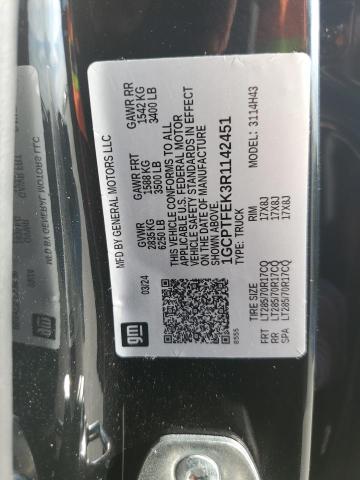 MFD BY GENERAL MOTORS LLC
03/24
GVWR
2835 KG
6250 LB
GAWR FRT
1588 KG
3500 LB
GAWR RR
1542 KG
3400 LB
THIS VEHICLE CONFORMS TO ALL
APPLICABLE U.S. FEDERAL MOTOR
VEHICLE SAFETY STANDARDS IN EFFECT
ON THE DATE OF MANUFACTURE
SHOWN ABOVE.
1GCPTFEK3R1142451
TYPE: TRUCK
MODEL: 3114H43
TIRE SIZE
RIM
FRT LT285/70R17CQ 17X8J
RR LT285/70R17CQ 17X8J
SPA LT285/70R17CQ 17X8J
gm
8555